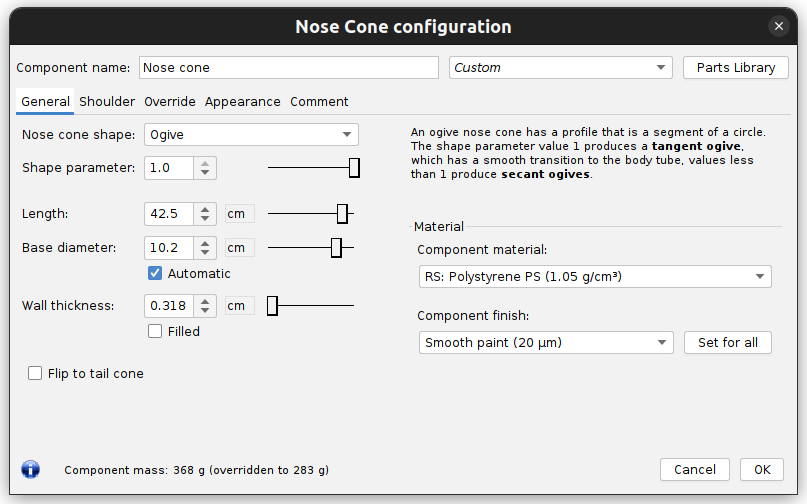 Nose Cone configuration
Component name: Nose cone Custom Parts Library
General Shoulder Override Appearance Comment
Nose cone shape: Ogive
Shape parameter: 1.0
Length: 42.5 cm
Base diameter: 10.2 cm
Automatic
Wall thickness: 0.318 cm
Filled
Flip to tail cone
An ogive nose cone has a profile that is a segment of a circle.
The shape parameter value 1 produces a tangent ogive,
which has a smooth transition to the body tube, values less
than 1 produce secant ogives.
Material
Component material:
RS: Polystyrene PS (1.05 g/cm³)
Component finish:
Smooth paint (20 μm) Set for all
Component mass: 368 g (overridden to 283 g) Cancel OK